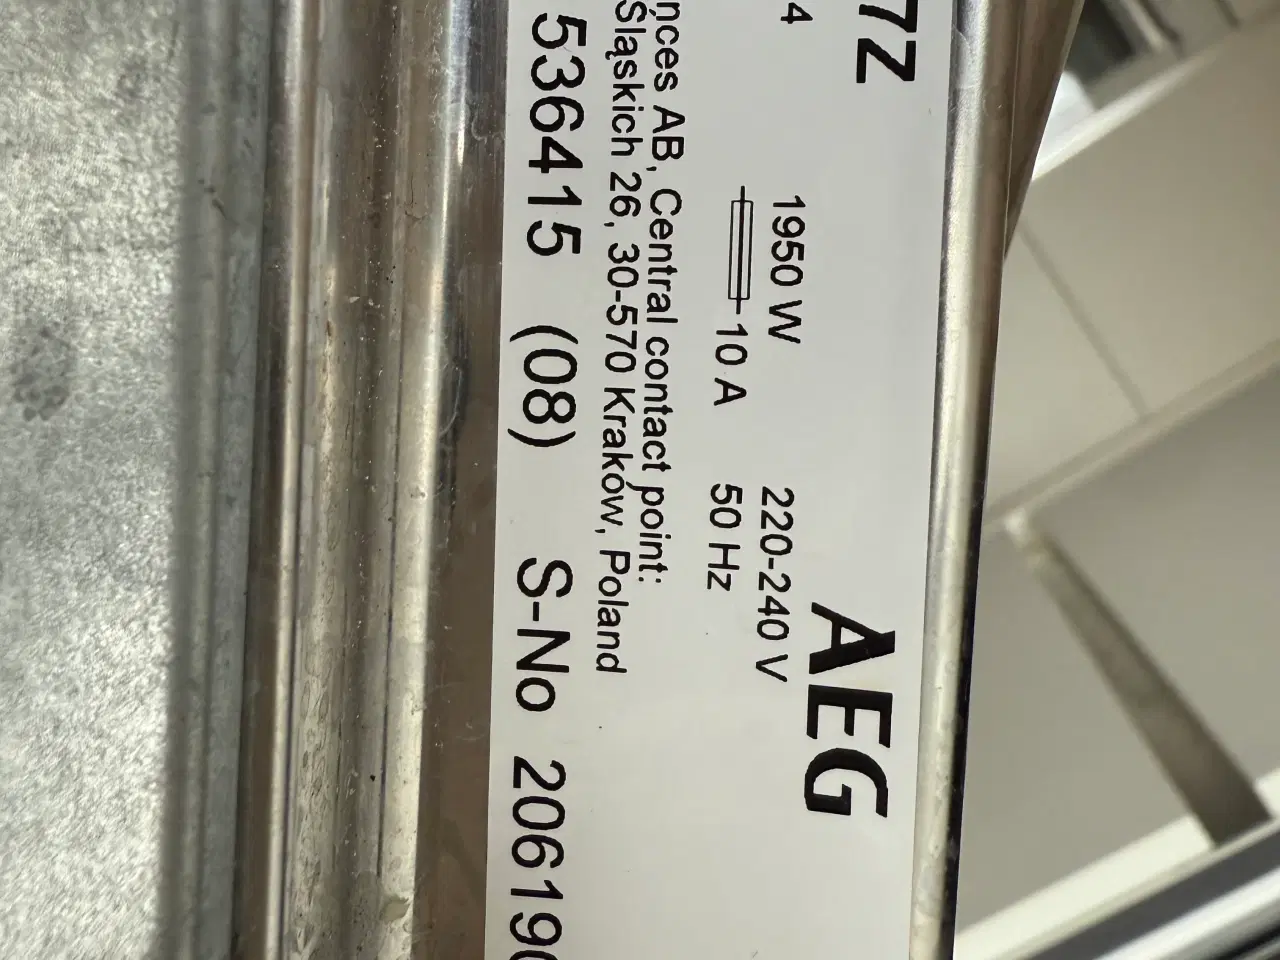 7Z
AEG
4
1950 W
220-240 V
10 A
50 Hz
nces AB, Central contact point:
Śląskich 26, 30-570 Kraków, Poland
536415 (08) S-No 20619